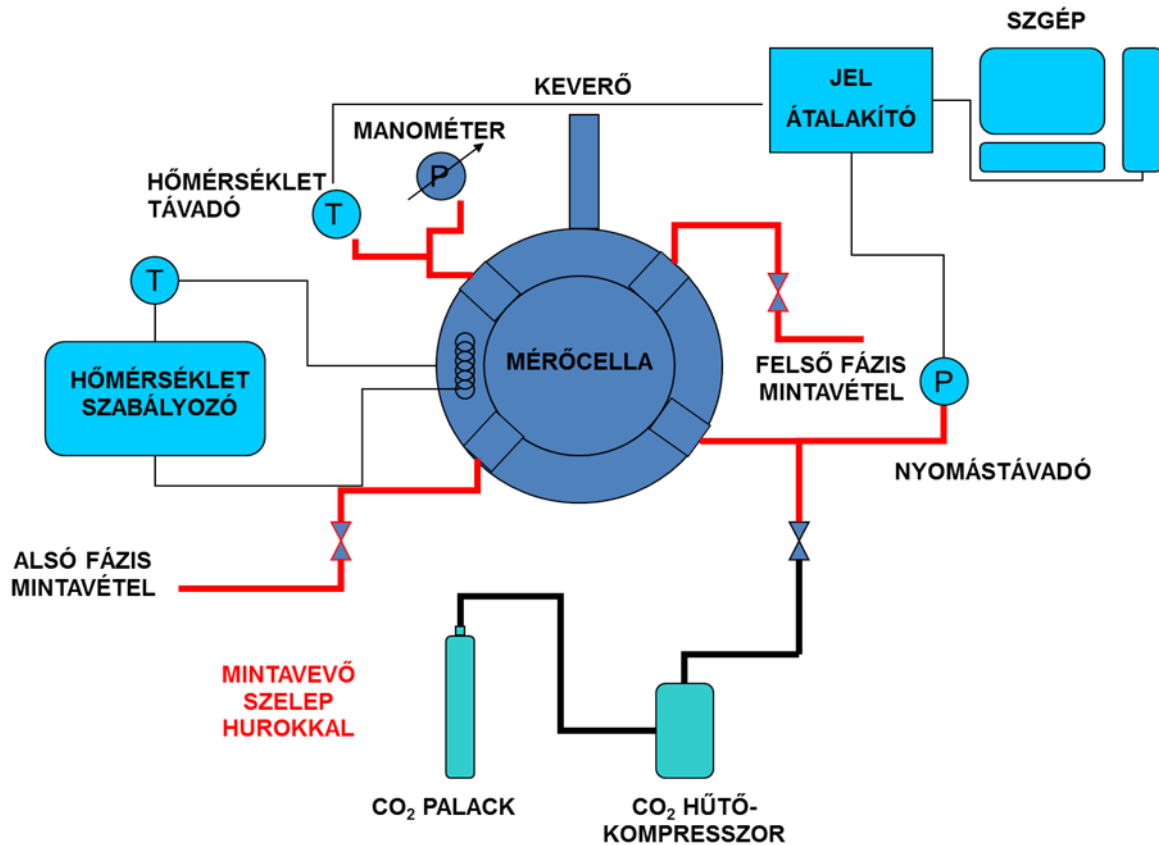 SZGÉP
JEL
ÁTALAKÍTÓ
KEVERŐ
MANOMÉTER
P
HŐMÉRSÉKLET
TÁVADÓ
T
T
HŐMÉRSÉKLET
SZABÁLYOZÓ
MÉRŐCELLA
FELSŐ FÁZIS
MINTAVÉTEL
P
NYOMÁSTÁVADÓ
ALSÓ FÁZIS
MINTAVÉTEL
MINTAVEVŐ
SZELEP
HUROKKAL
CO₂ PALACK
CO₂ HŰTŐ-
KOMPRESSZOR